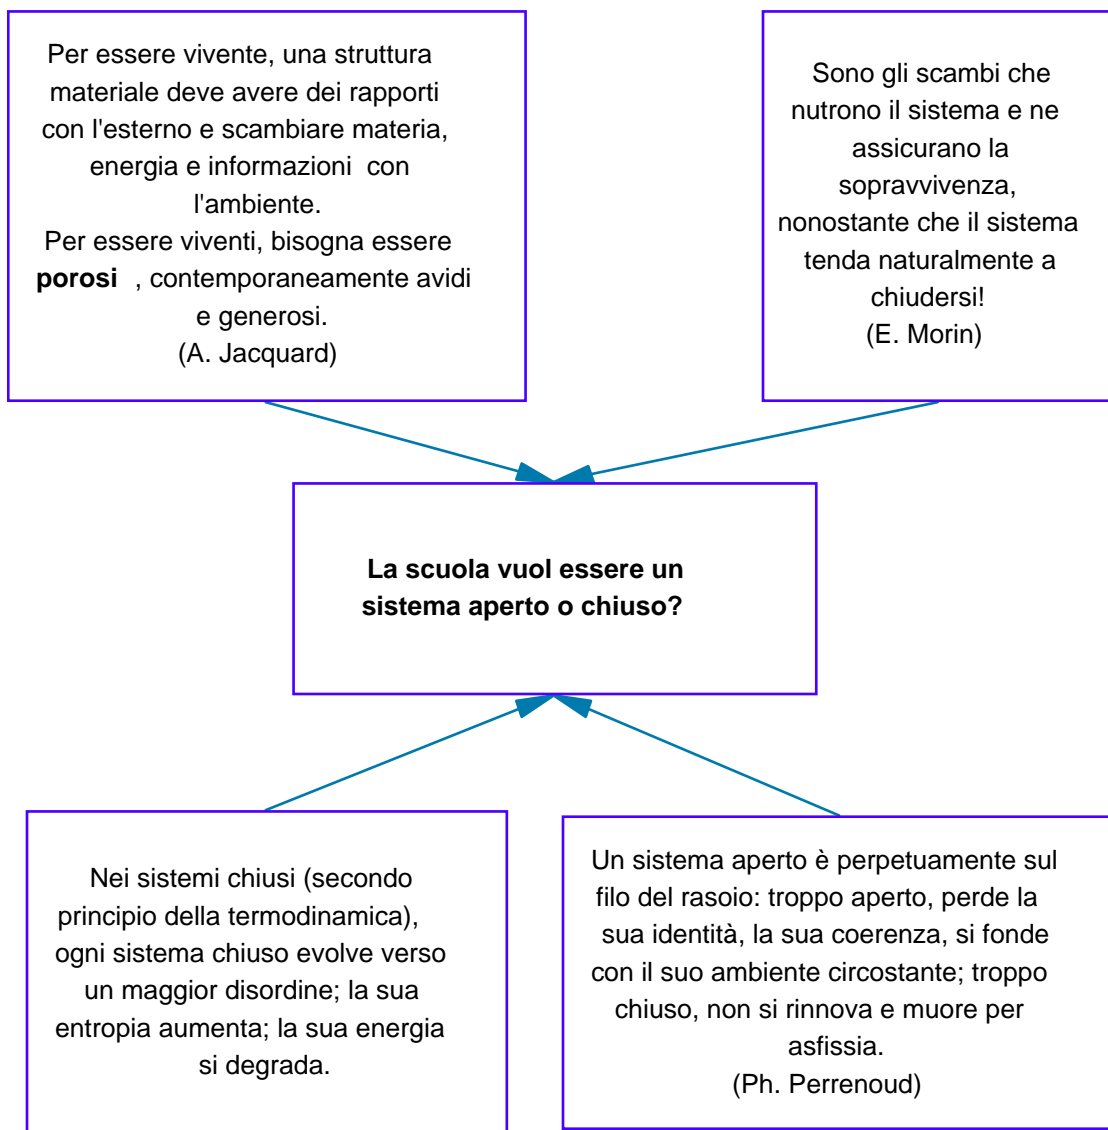 Per essere vivente, una struttura
materiale deve avere dei rapporti
con l'esterno e scambiare materia,
energia e informazioni con
l'ambiente.
Per essere viventi, bisogna essere
porosi , contemporaneamente avidi
e generosi.
(A. Jacquard)
Sono gli scambi che
nutrono il sistema e ne
assicurano la
sopravvivenza,
nonostante che il sistema
tenda naturalmente a
chiudersi!
(E. Morin)
La scuola vuol essere un
sistema aperto o chiuso?
Nei sistemi chiusi (secondo
principio della termodinamica),
ogni sistema chiuso evolve verso
un maggior disordine; la sua
entropia aumenta; la sua energia
si degrada.
Un sistema aperto è perpetuamente sul
filo del rasoio: troppo aperto, perde la
sua identità, la sua coerenza, si fonde
con il suo ambiente circostante; troppo
chiuso, non si rinnova e muore per
asfissia.
(Ph. Perrenoud)